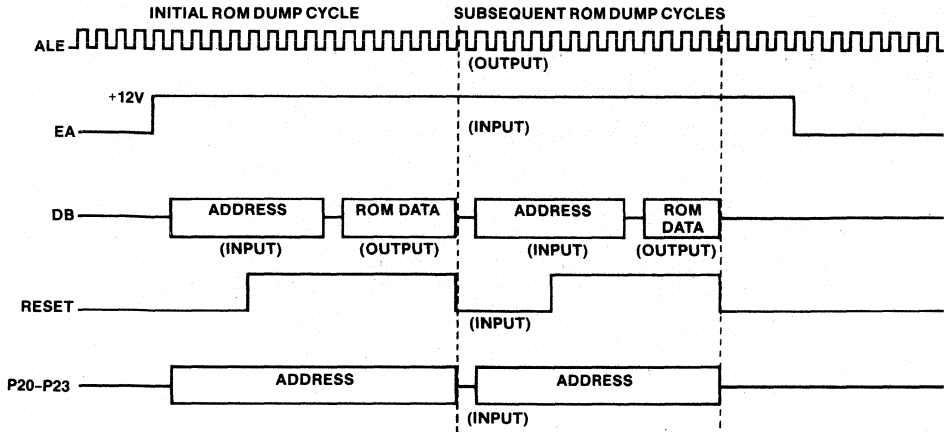 INITIAL ROM DUMP CYCLE
SUBSEQUENT ROM DUMP CYCLES
ALE
(OUTPUT)
+12V
EA
(INPUT)
DB
ADDRESS
ROM DATA
ADDRESS
ROM
DATA
(INPUT)
(OUTPUT)
(INPUT)
(OUTPUT)
RESET
(INPUT)
P20–P23
ADDRESS
ADDRESS
(INPUT)